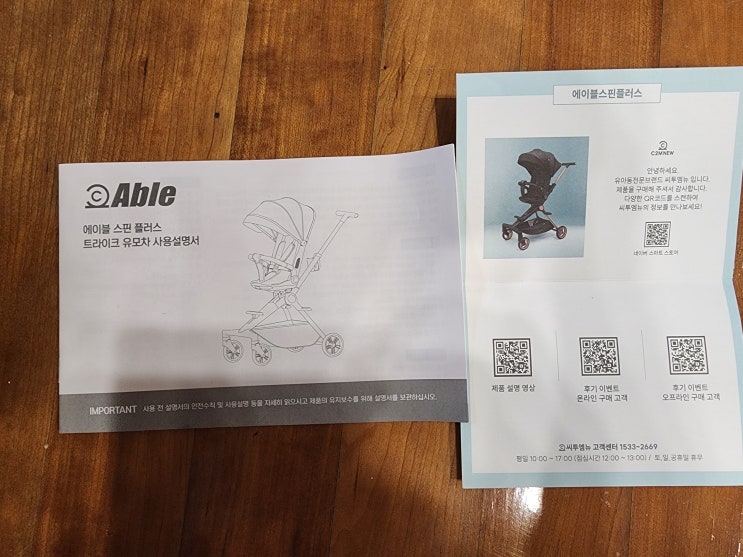 Able
에이블 스핀 플러스
트라이크 유모차 사용설명서
IMPORTANT 사용 전 설명서의 안전수칙 및 사용설명 등을 자세히 읽으시고 제품의 유지보수를 위해 설명서를 보관하십시오.
에이블스핀플러스
C2MNEW
안녕하세요.
유아동전문브랜드 씨투엠뉴 입니다.
제품을 구매해 주셔서 감사합니다.
다양한 QR코드를 스캔하여
씨투엠뉴의 정보를 만나보세요!
네이버 스마트 스토어
제품 설명 영상
후기 이벤트
온라인 구매 고객
후기 이벤트
오프라인 구매 고객
씨투엠뉴 고객센터 1533-2669
평일 10:00 ~ 17:00 (점심시간 12:00 ~ 13:00) / 토,일,공휴일 휴무